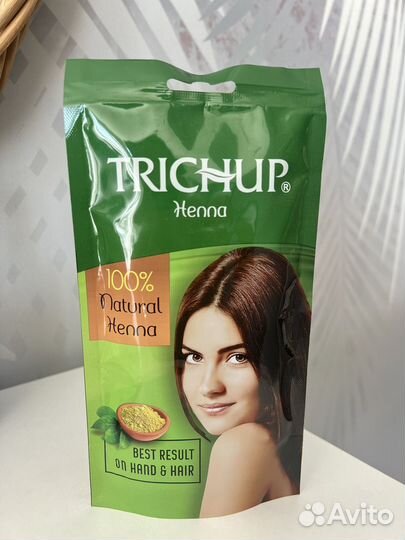 TRICHUP®
Henna
100%
Natural
Henna
BEST RESULT
ON HAND & HAIR
Avito